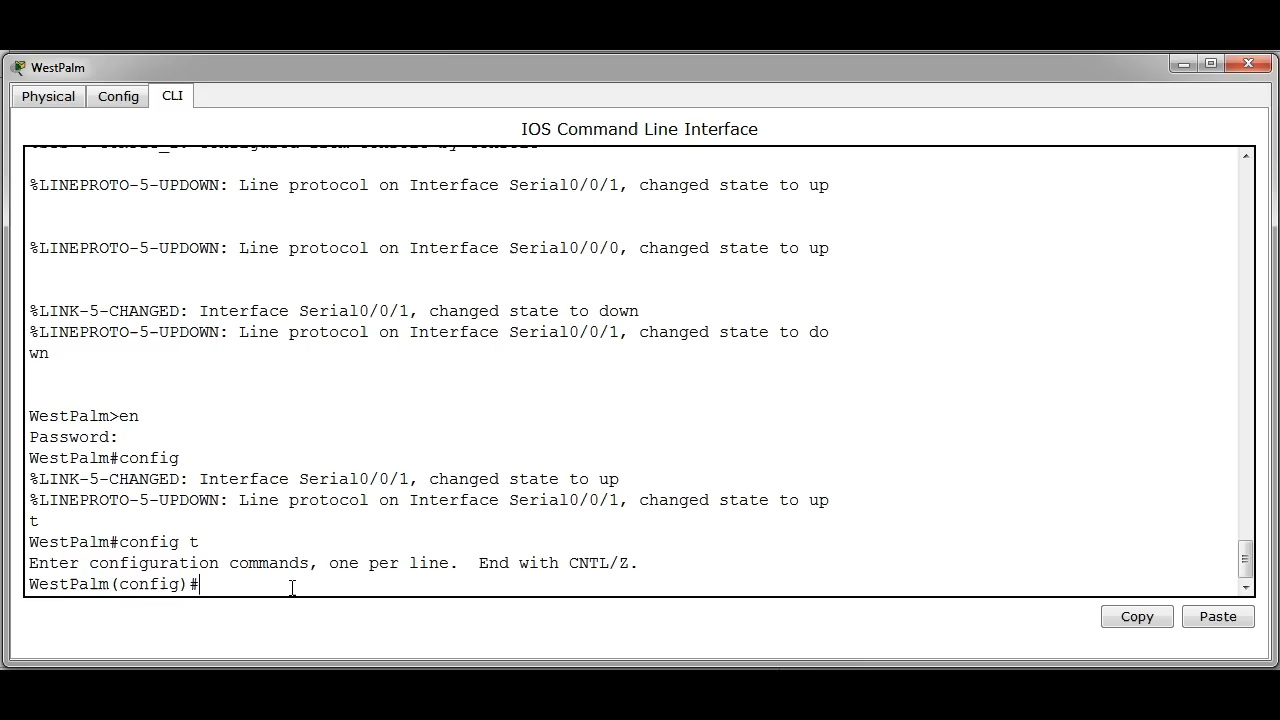 WestPalm
Physical
Config
CLI
IOS Command Line Interface
%LINEPROTO-5-UPDOWN: Line protocol on Interface Serial0/0/1, changed state to up
%LINEPROTO-5-UPDOWN: Line protocol on Interface Serial0/0/0, changed state to up
%LINK-5-CHANGED: Interface Serial0/0/1, changed state to down
%LINEPROTO-5-UPDOWN: Line protocol on Interface Serial0/0/1, changed state to do
wn
WestPalm>en
Password:
WestPalm#config
%LINK-5-CHANGED: Interface Serial0/0/1, changed state to up
%LINEPROTO-5-UPDOWN: Line protocol on Interface Serial0/0/1, changed state to up
t
WestPalm#config t
Enter configuration commands, one per line.  End with CNTL/Z.
WestPalm(config)#
Copy
Paste